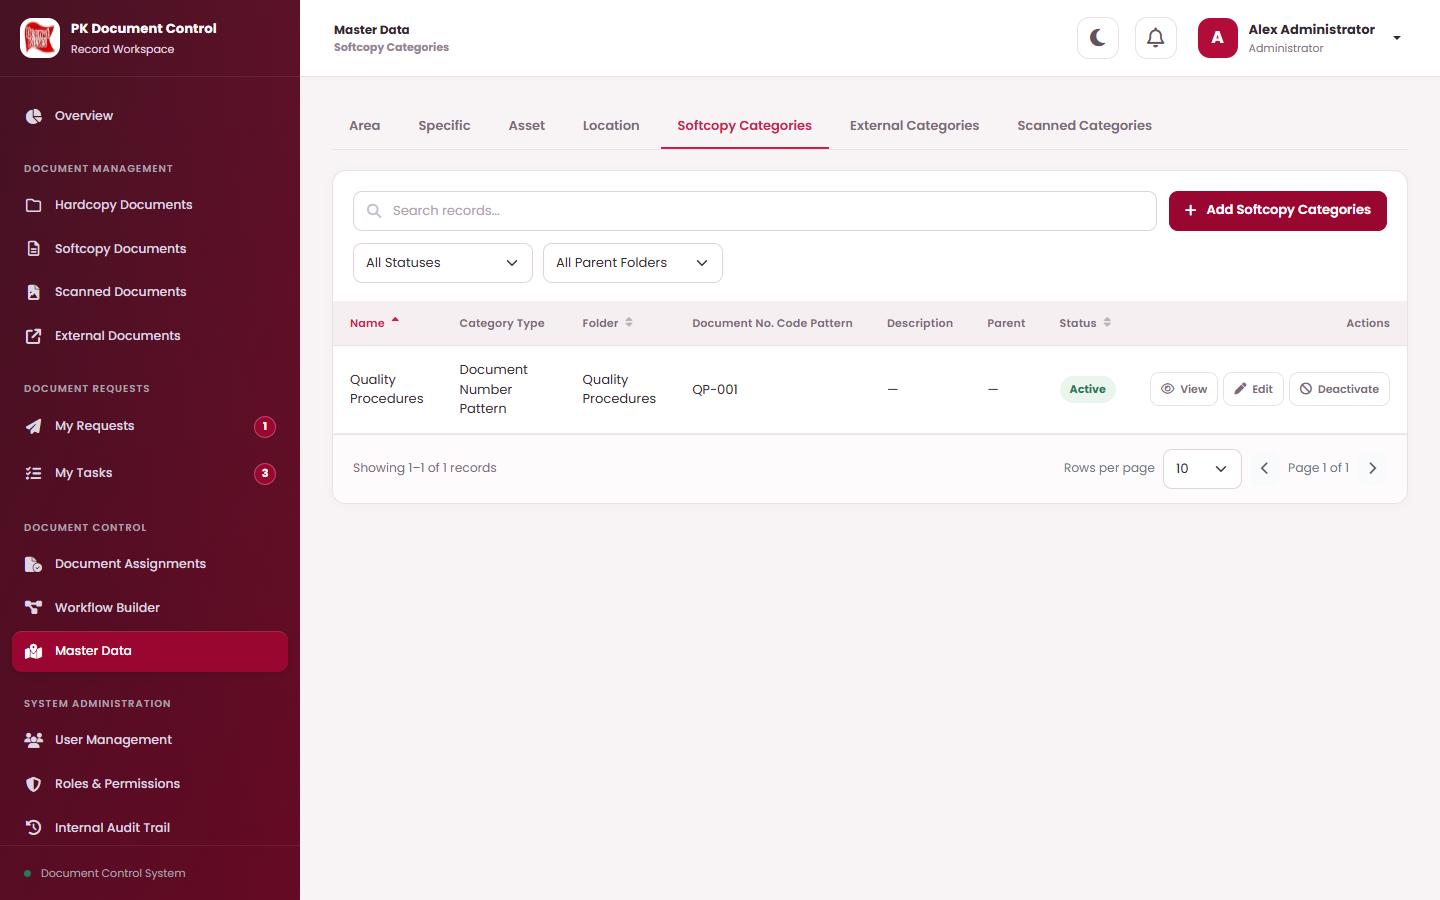 PK Document Control
Record Workspace
Overview
DOCUMENT MANAGEMENT
Hardcopy Documents
Softcopy Documents
Scanned Documents
External Documents
DOCUMENT REQUESTS
My Requests 1
My Tasks 3
DOCUMENT CONTROL
Document Assignments
Workflow Builder
Master Data
SYSTEM ADMINISTRATION
User Management
Roles & Permissions
Internal Audit Trail
Document Control System
Master Data
Softcopy Categories
A
Alex Administrator
Administrator
Area Specific Asset Location Softcopy Categories External Categories Scanned Categories
Search records...
+ Add Softcopy Categories
All Statuses All Parent Folders
Name Category Type Folder Document No. Code Pattern Description Parent Status Actions
Quality Procedures
Document Number Pattern
Quality Procedures
QP-001 — — Active View Edit Deactivate
Showing 1–1 of 1 records
Rows per page 10 Page 1 of 1